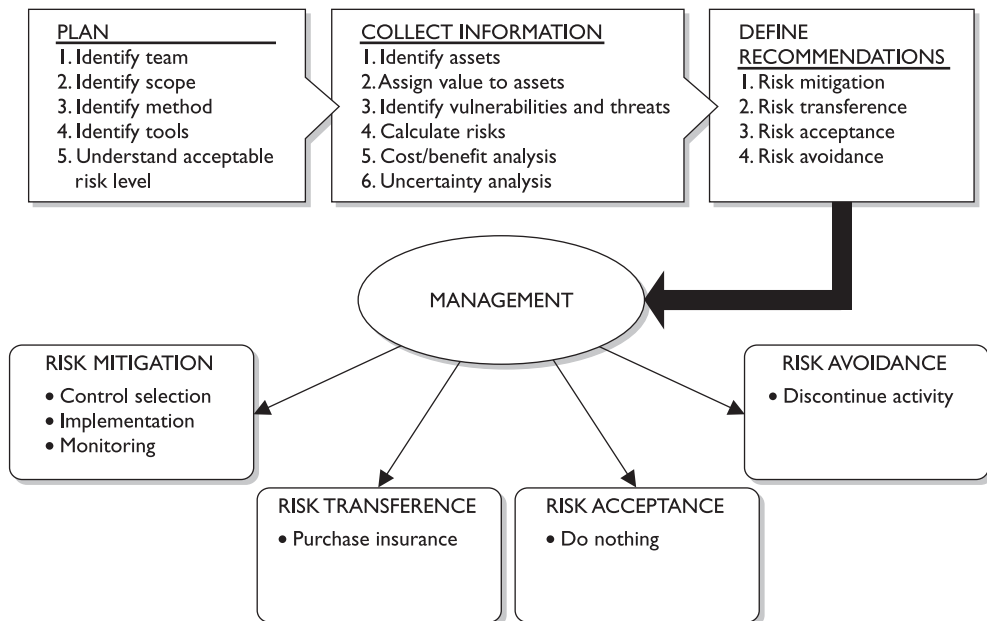 PLAN
1. Identify team
2. Identify scope
3. Identify method
4. Identify tools
5. Understand acceptable
risk level
COLLECT INFORMATION
1. Identify assets
2. Assign value to assets
3. Identify vulnerabilities and threats
4. Calculate risks
5. Cost/benefit analysis
6. Uncertainty analysis
DEFINE
RECOMMENDATIONS
1. Risk mitigation
2. Risk transference
3. Risk acceptance
4. Risk avoidance
MANAGEMENT
RISK MITIGATION
• Control selection
• Implementation
• Monitoring
RISK TRANSFERENCE
• Purchase insurance
RISK ACCEPTANCE
• Do nothing
RISK AVOIDANCE
• Discontinue activity